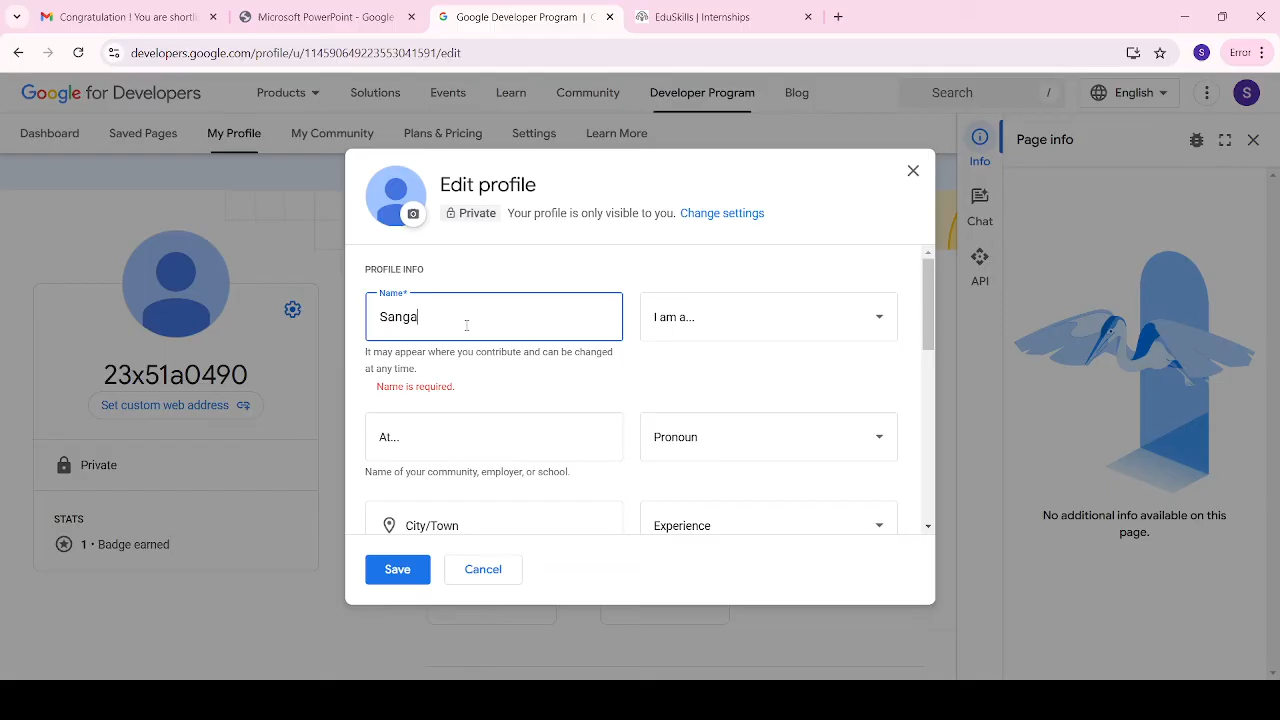 Congratulation ! You are shortli
Microsoft PowerPoint - Google
Google Developer Program |
EduSkills | Internships
developers.google.com/profile/u/114590649223553041591/edit
S
Error
Google for Developers
Products
Solutions
Events
Learn
Community
Developer Program
Blog
Search
/
English
S
Dashboard
Saved Pages
My Profile
My Community
Plans & Pricing
Settings
Learn More
Info
Page info
Chat
API
No additional info available on this
page.
23x51a0490
Set custom web address
Private
STATS
1 • Badge earned
Edit profile
Private
Your profile is only visible to you. Change settings
PROFILE INFO
Name*
Sanga
I am a...
It may appear where you contribute and can be changed
at any time.
Name is required.
At...
Pronoun
Name of your community, employer, or school.
City/Town
Experience
Save
Cancel